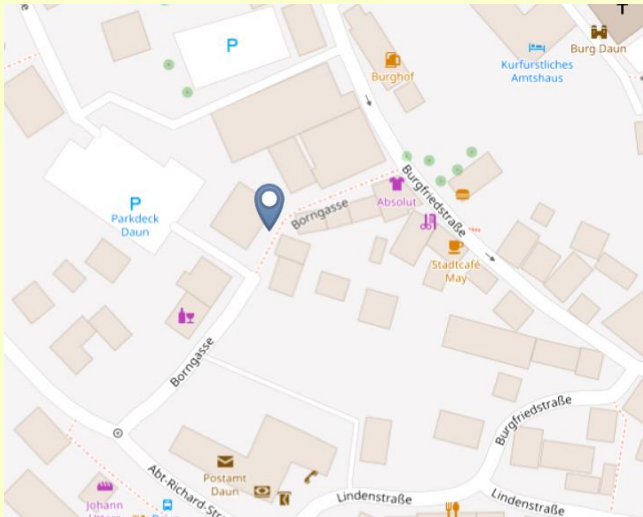 P
Burghof
Burg Daun
Kurfürstliches
Amtshaus
P
Parkdeck
Daun
Borngasse
Absolut
Burgfriedstraße
Stadtcafé
May
Borngasse
Burgfriedstraße
Postamt
Daun
Abt-Richard-Str
Lindenstraße
Lindenstraße
Johann